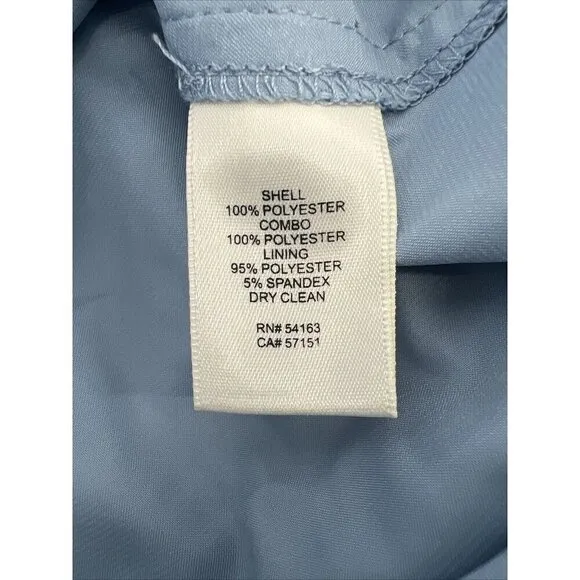 SHELL
100% POLYESTER
COMBO
100% POLYESTER
LINING
95% POLYESTER
5% SPANDEX
DRY CLEAN
RN# 54163
CA# 57151